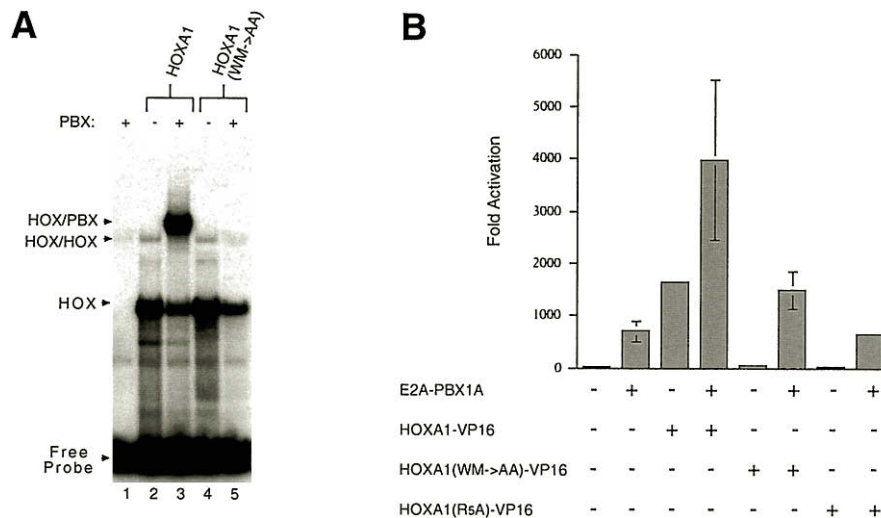 A
HOXA1
HOXA1
(WM->AA)
PBX: + - + - +
HOX/PBX
HOX/HOX
HOX
Free
Probe
1 2 3 4 5
B
Fold Activation
6000
5000
4000
3000
2000
1000
0
E2A-PBX1A - + - + - + - +
HOXA1-VP16 - - + + - - - -
HOXA1(WM->AA)-VP16 - - - - + + - -
HOXA1(R5A)-VP16 - - - - - - + +